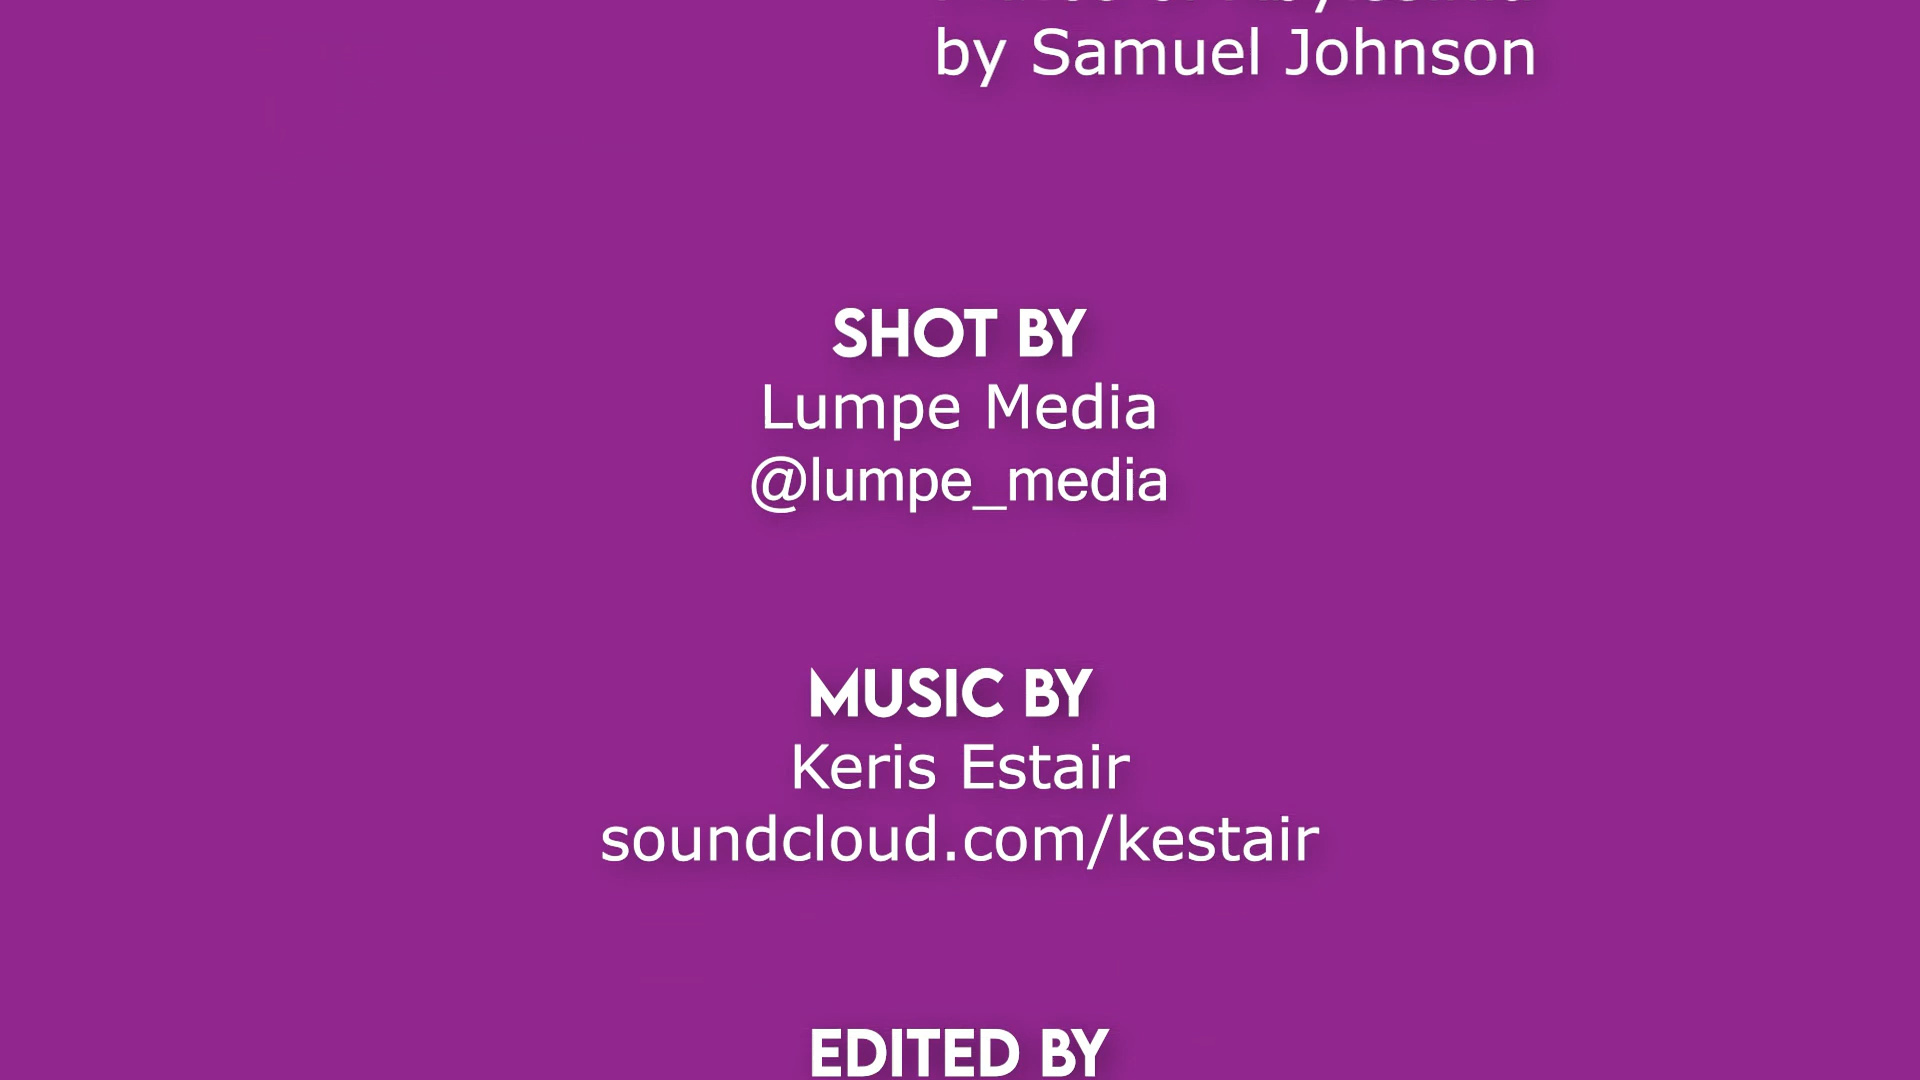 by Samuel Johnson
SHOT BY
Lumpe Media
@lumpe_media
MUSIC BY
Keris Estair
soundcloud.com/kestair
EDITED BY